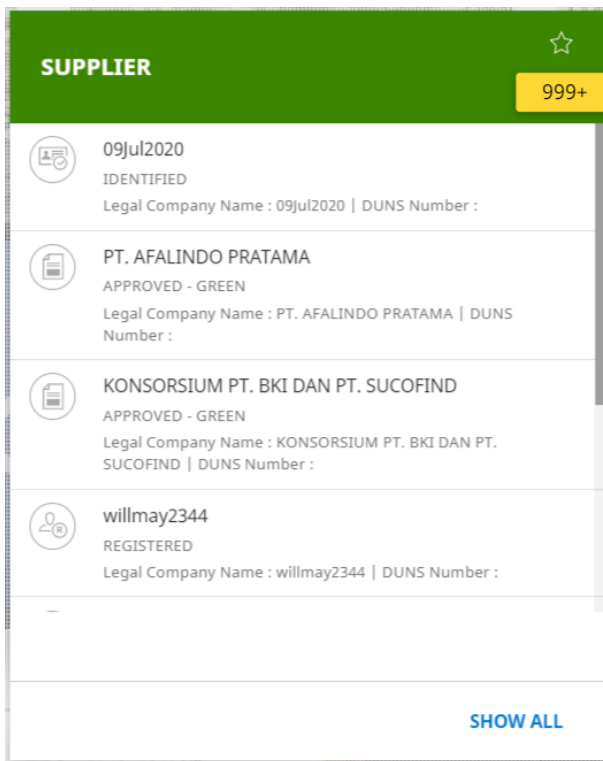 SUPPLIER
999+
09Jul2020
IDENTIFIED
Legal Company Name : 09Jul2020 | DUNS Number :
PT. AFALINDO PRATAMA
APPROVED - GREEN
Legal Company Name : PT. AFALINDO PRATAMA | DUNS
Number :
KONSORSIUM PT. BKI DAN PT. SUCOFIND
APPROVED - GREEN
Legal Company Name : KONSORSIUM PT. BKI DAN PT.
SUCOFIND | DUNS Number :
R
willmay2344
REGISTERED
Legal Company Name : willmay2344 | DUNS Number :
SHOW ALL